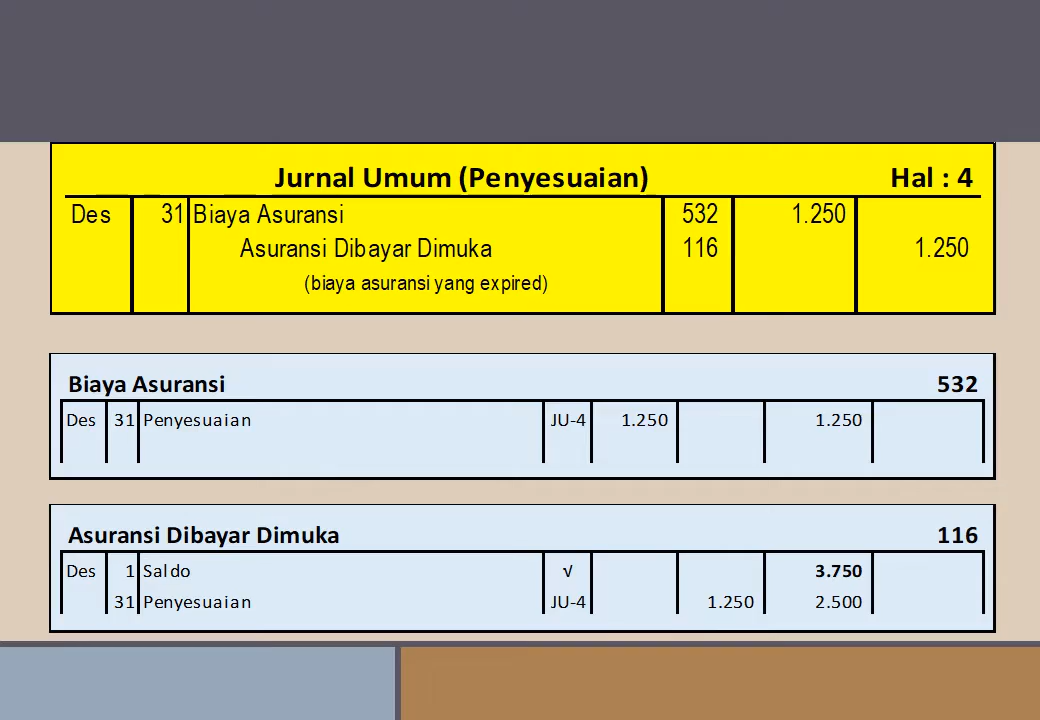 Jurnal Umum (Penyesuaian) Hal : 4
Des 31 Biaya Asuransi 532 1.250
Asuransi Dibayar Dimuka 116 1.250
(biaya asuransi yang expired)
Biaya Asuransi 532
Des 31 Penyesuaian JU-4 1.250 1.250
Asuransi Dibayar Dimuka 116
Des 1 Saldo √ 3.750
31 Penyesuaian JU-4 1.250 2.500